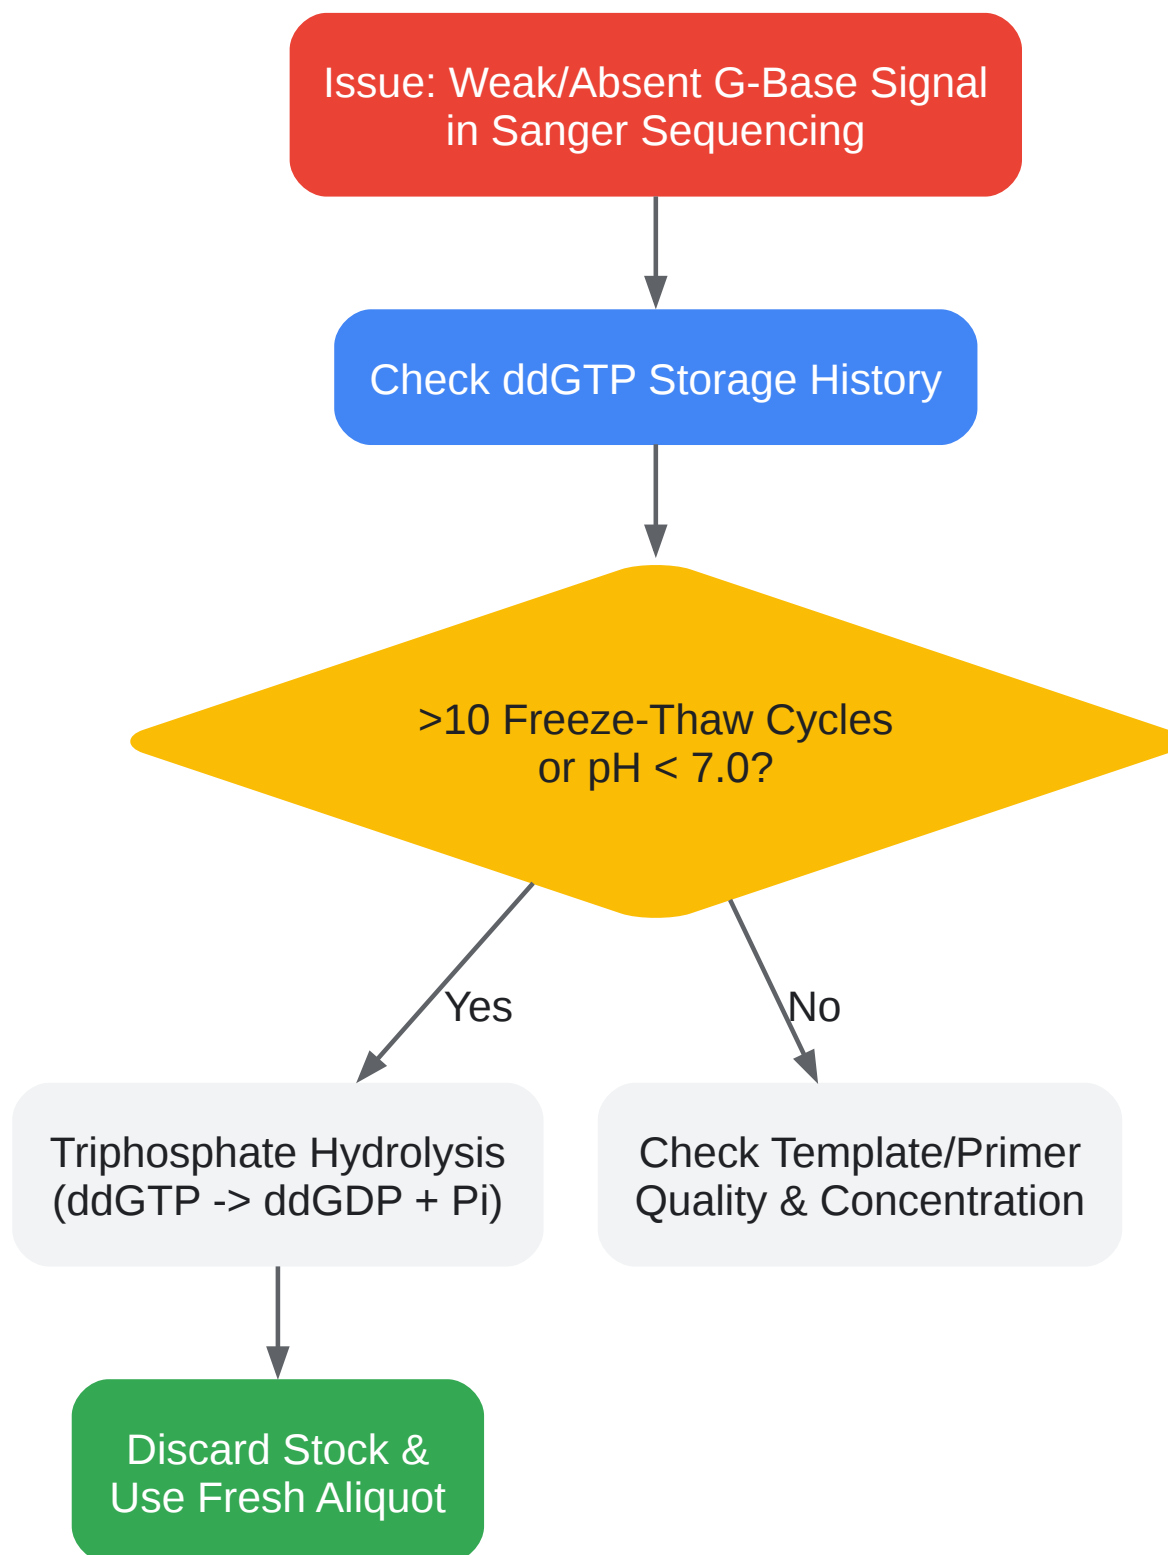 Issue: Weak/Absent G-Base Signal
in Sanger Sequencing
Check ddGTP Storage History
>10 Freeze-Thaw Cycles
or pH < 7.0?
Yes
No
Triphosphate Hydrolysis
(ddGTP -> ddGDP + Pi)
Check Template/Primer
Quality & Concentration
Discard Stock &
Use Fresh Aliquot